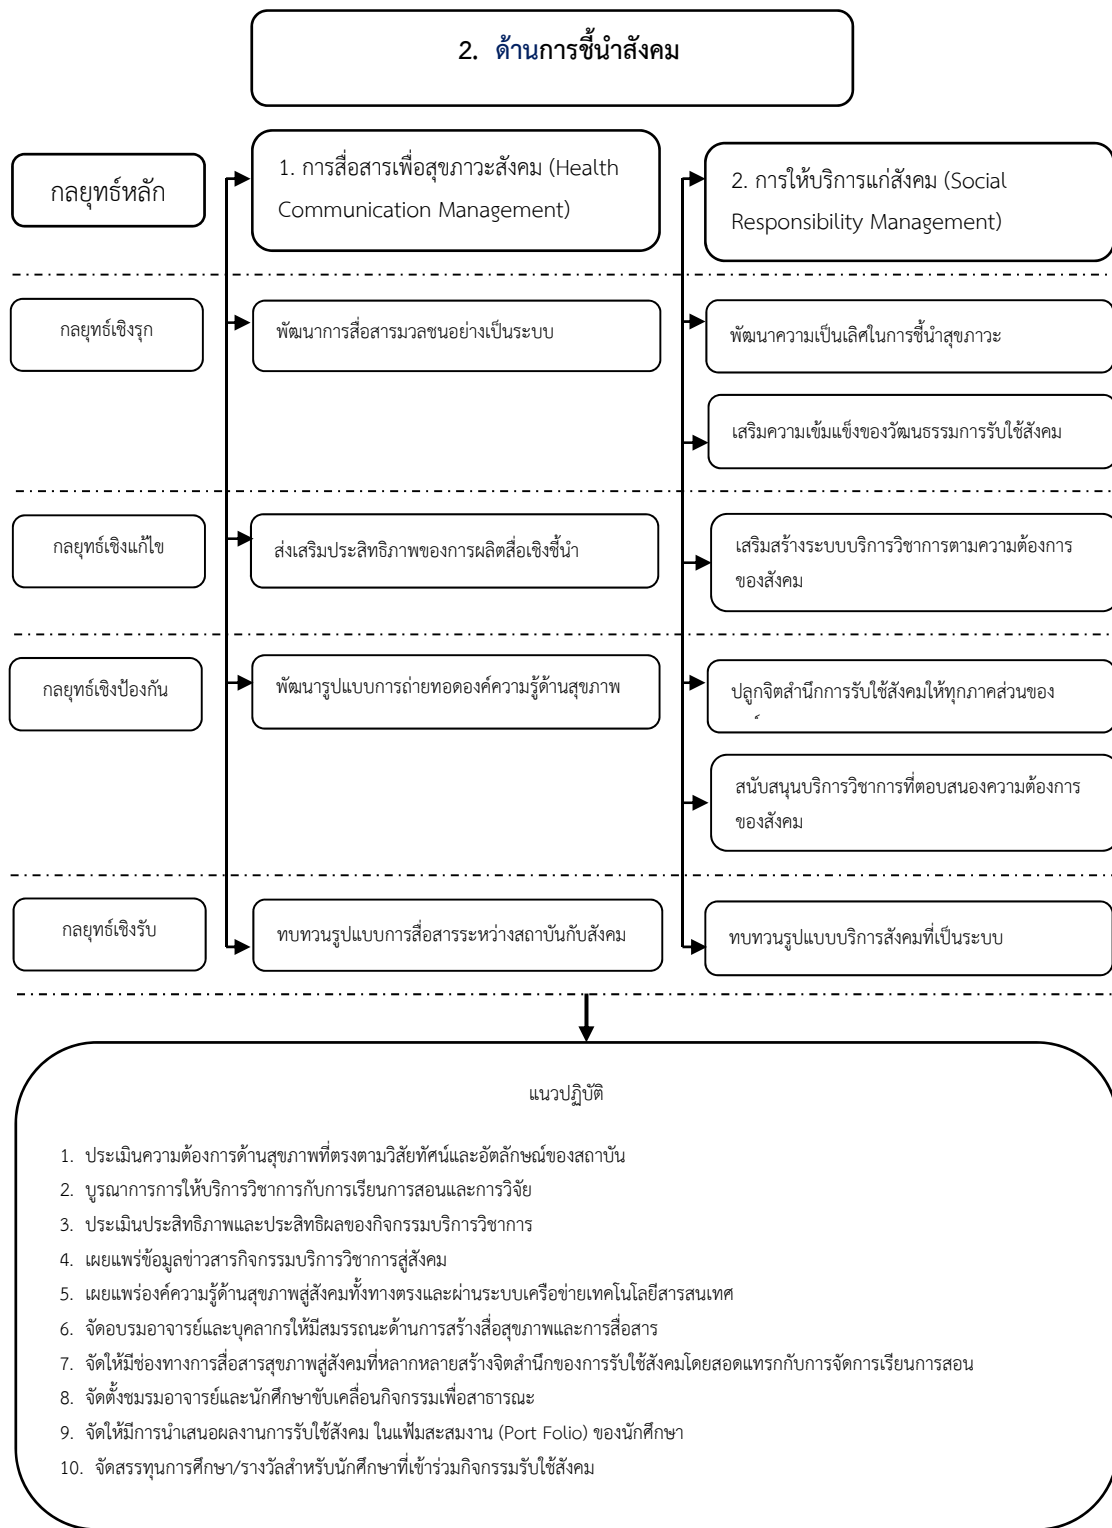 2. ด้านการชี้นำสังคม
กลยุทธ์หลัก
1. การสื่อสารเพื่อสุขภาวะสังคม (Health
Communication Management)
2. การให้บริการแก่สังคม (Social
Responsibility Management)
กลยุทธ์เชิงรุก
พัฒนาการสื่อสารมวลชนอย่างเป็นระบบ
พัฒนาความเป็นเลิศในการชี้นำสุขภาวะ
เสริมความเข้มแข็งของวัฒนธรรมการรับใช้สังคม
กลยุทธ์เชิงแก้ไข
ส่งเสริมประสิทธิภาพของการผลิตสื่อเชิงชี้นำ
เสริมสร้างระบบบริการวิชาการตามความต้องการ
ของสังคม
กลยุทธ์เชิงป้องกัน
พัฒนารูปแบบการถ่ายทอดองค์ความรู้ด้านสุขภาพ
ปลูกจิตสำนึกการรับใช้สังคมให้ทุกภาคส่วนของ
สนับสนุนบริการวิชาการที่ตอบสนองความต้องการ
ของสังคม
กลยุทธ์เชิงรับ
ทบทวนรูปแบบการสื่อสารระหว่างสถาบันกับสังคม
ทบทวนรูปแบบบริการสังคมที่เป็นระบบ
แนวปฏิบัติ
1. ประเมินความต้องการด้านสุขภาพที่ตรงตามวิสัยทัศน์และอัตลักษณ์ของสถาบัน
2. บูรณาการการให้บริการวิชาการกับการเรียนการสอนและการวิจัย
3. ประเมินประสิทธิภาพและประสิทธิผลของกิจกรรมบริการวิชาการ
4. เผยแพร่ข้อมูลข่าวสารกิจกรรมบริการวิชาการสู่สังคม
5. เผยแพร่องค์ความรู้ด้านสุขภาพสู่สังคมทั้งทางตรงและผ่านระบบเครือข่ายเทคโนโลยีสารสนเทศ
6. จัดอบรมอาจารย์และบุคลากรให้มีสมรรถนะด้านการสร้างสื่อสุขภาพและการสื่อสาร
7. จัดให้มีช่องทางการสื่อสารสุขภาพสู่สังคมที่หลากหลายสร้างจิตสำนึกของการรับใช้สังคมโดยสอดแทรกกับการจัดการเรียนการสอน
8. จัดตั้งชมรมอาจารย์และนักศึกษาขับเคลื่อนกิจกรรมเพื่อสาธารณะ
9. จัดให้มีการนำเสนอผลงานการรับใช้สังคม ในแฟ้มสะสมงาน (Port Folio) ของนักศึกษา
10. จัดสรรทุนการศึกษา/รางวัลสำหรับนักศึกษาที่เข้าร่วมกิจกรรมรับใช้สังคม